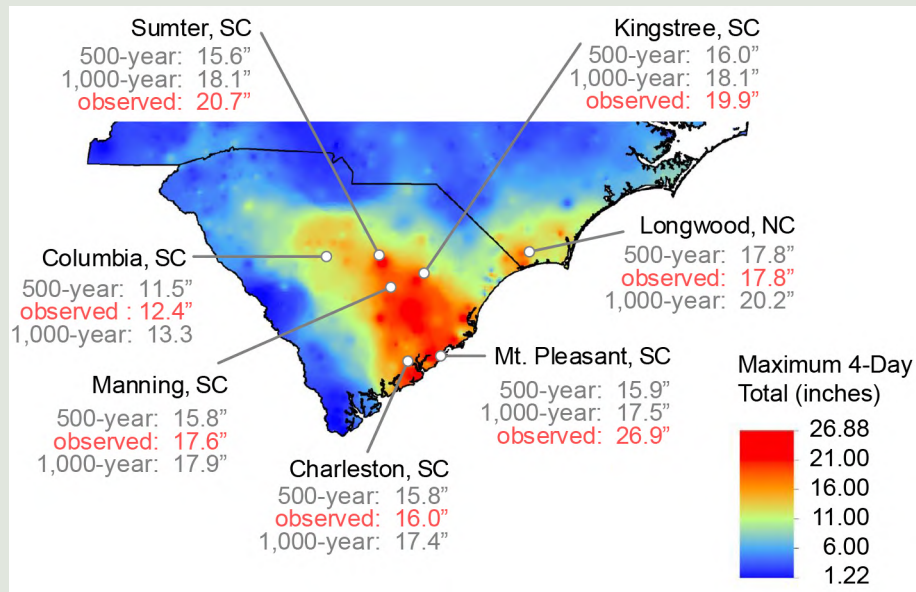 Sumter, SC
500-year: 15.6”
1,000-year: 18.1”
observed: 20.7”
Kingstree, SC
500-year: 16.0”
1,000-year: 18.1”
observed: 19.9”
Longwood, NC
500-year: 17.8”
observed: 17.8”
1,000-year: 20.2”
Columbia, SC
500-year: 11.5”
observed : 12.4”
1,000-year: 13.3
Manning, SC
500-year: 15.8”
observed: 17.6”
1,000-year: 17.9”
Mt. Pleasant, SC
500-year: 15.9”
1,000-year: 17.5”
observed: 26.9”
Charleston, SC
500-year: 15.8”
observed: 16.0”
1,000-year: 17.4”
Maximum 4-Day
Total (inches)
26.88
21.00
16.00
11.00
6.00
1.22